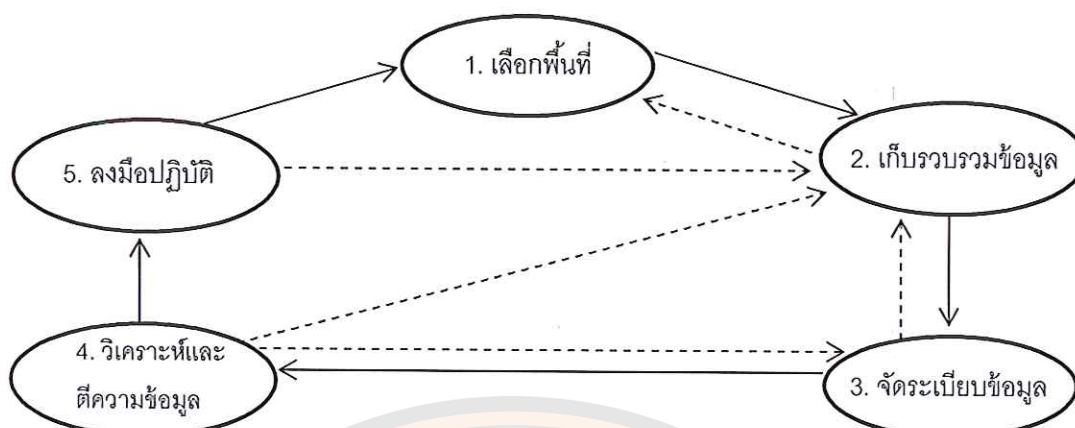 1. เลือกพื้นที่
2. เก็บรวบรวมข้อมูล
3. จัดระเบียบข้อมูล
4. วิเคราะห์และ
ตีความข้อมูล
5. ลงมือปฏิบัติ